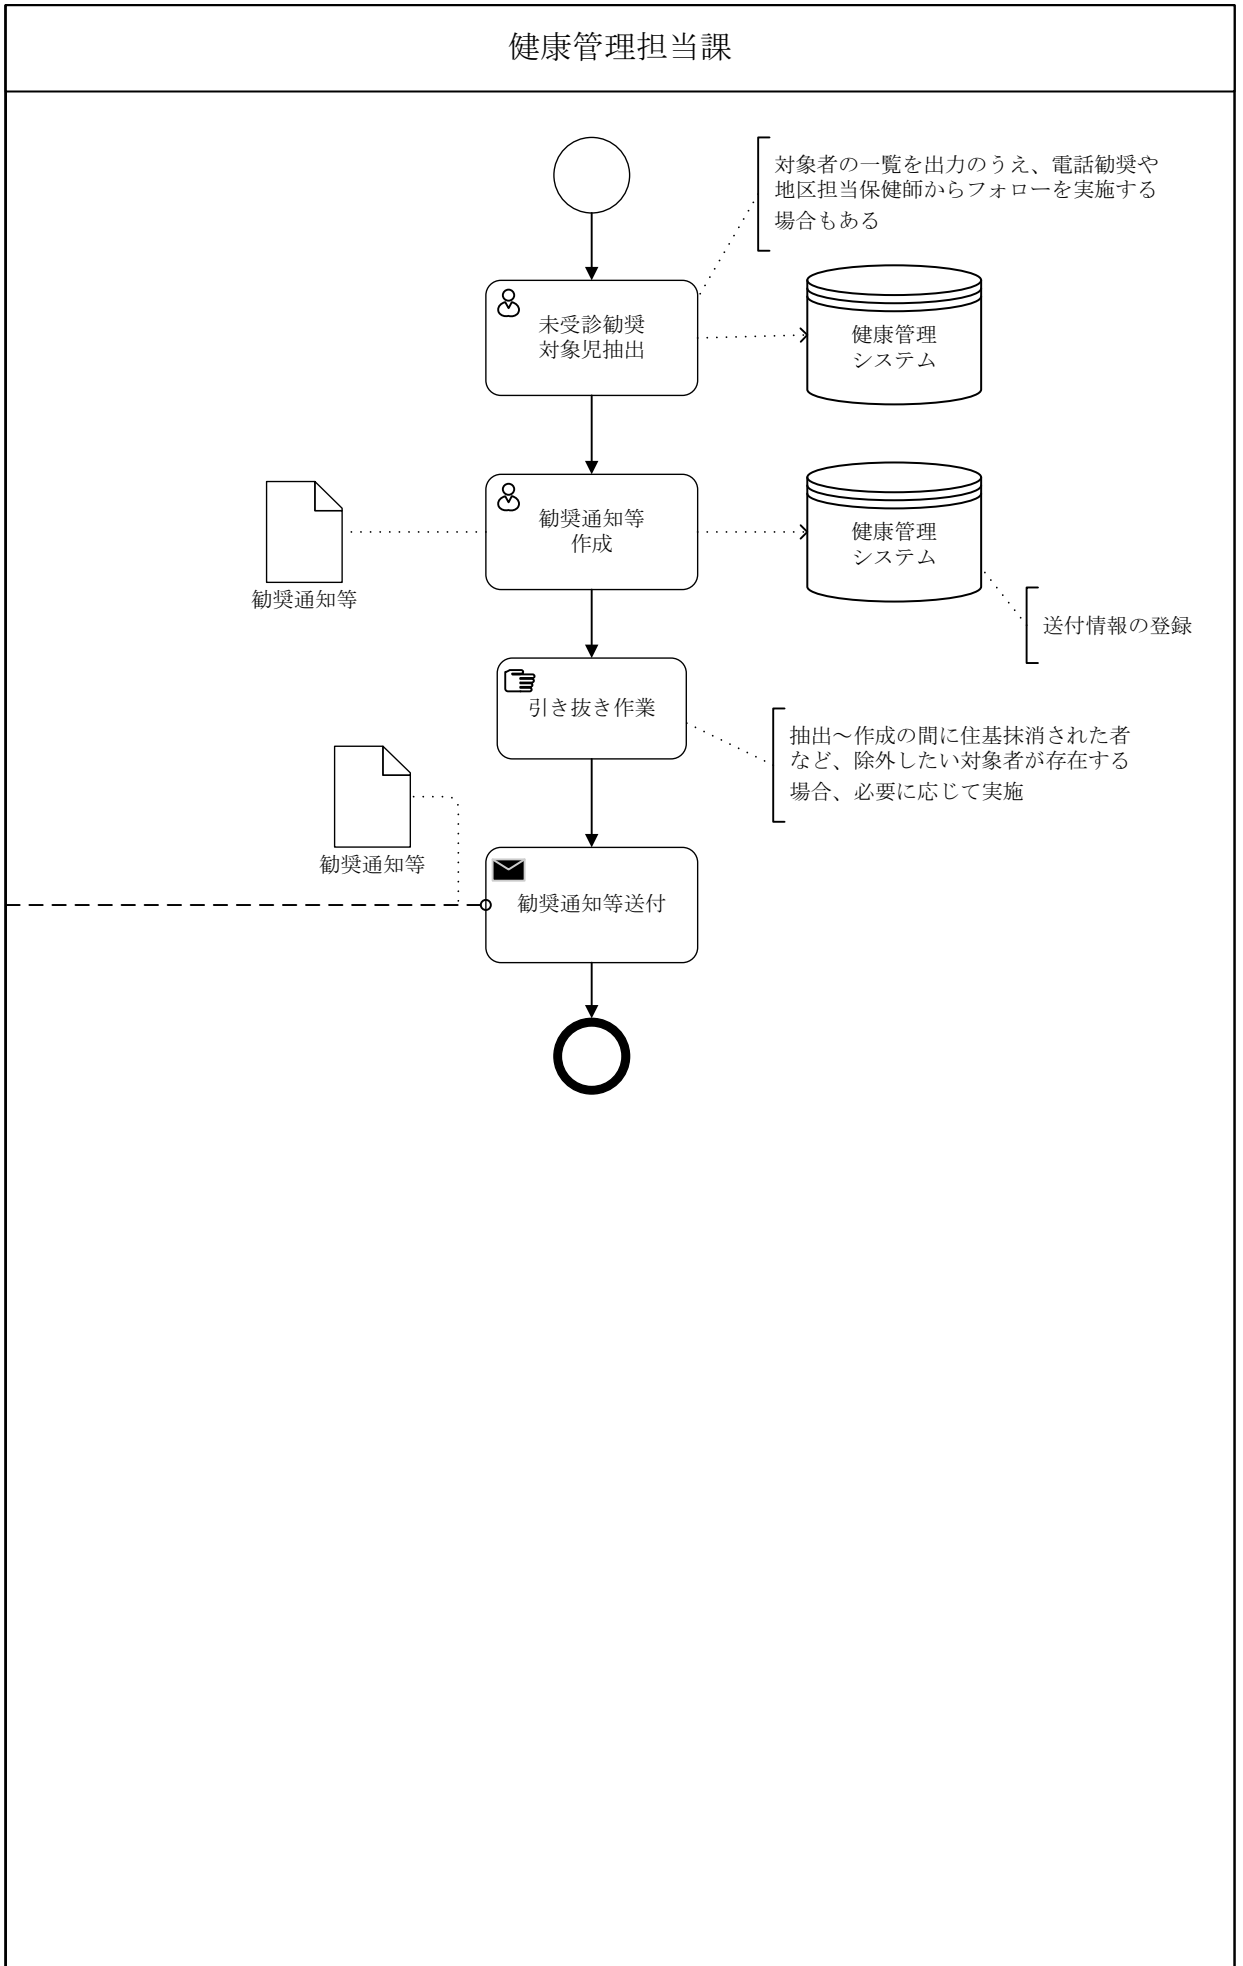 健康管理担当課
対象者の一覧を出力のうえ、電話勧奨や
地区担当保健師からフォローを実施する
場合もある
未受診勧奨
対象児抽出
健康管理
システム
勧奨通知等
作成
健康管理
システム
勧奨通知等
送付情報の登録
引き抜き作業
抽出～作成の間に住基抹消された者
など、除外したい対象者が存在する
場合、必要に応じて実施
勧奨通知等
勧奨通知等送付